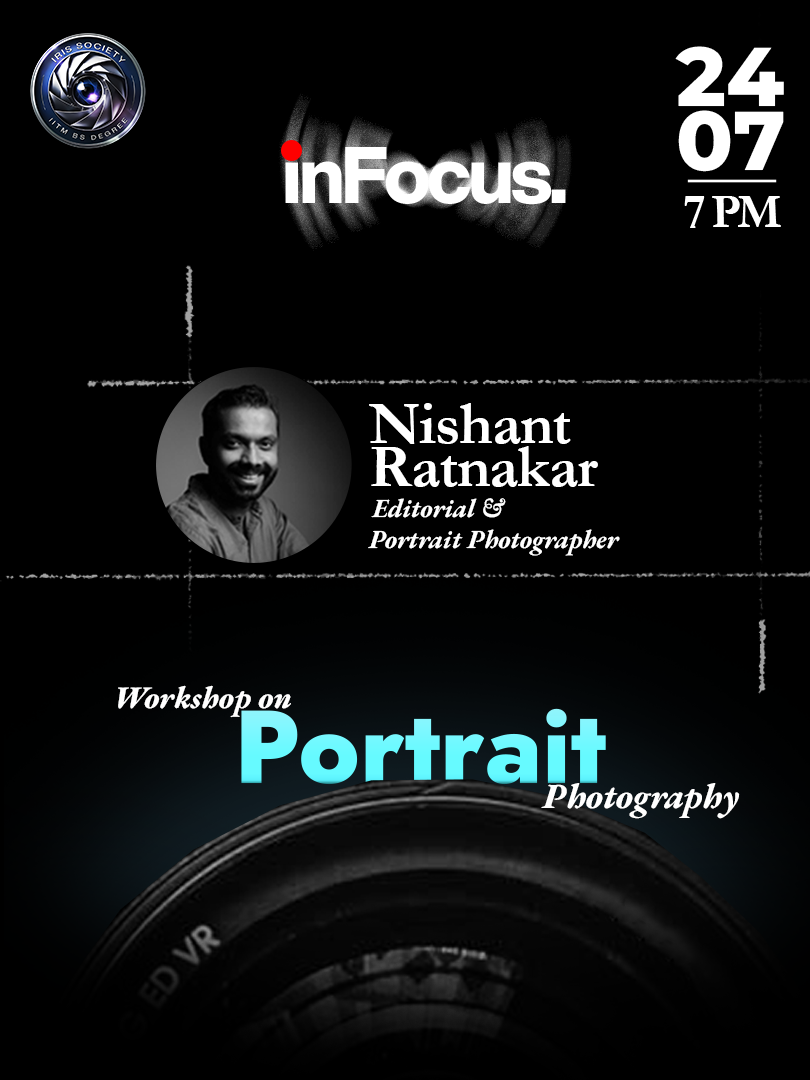 IRIS SOCIETY
IITM BS DEGREE
24
07
7 PM
inFocus.
Nishant
Ratnakar
Editorial &
Portrait Photographer
Workshop on
Portrait
Photography
G ED VR